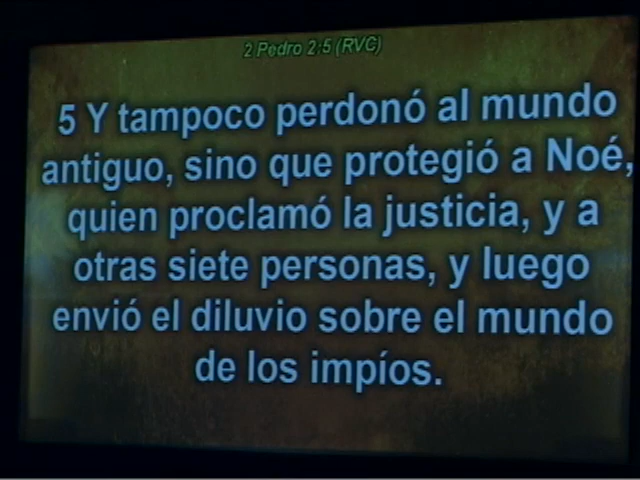 2 Pedro 2:5 (RVC)
5 Y tampoco perdonó al mundo
antiguo, sino que protegió a Noé,
quien proclamó la justicia, y a
otras siete personas, y luego
envió el diluvio sobre el mundo
de los impíos.